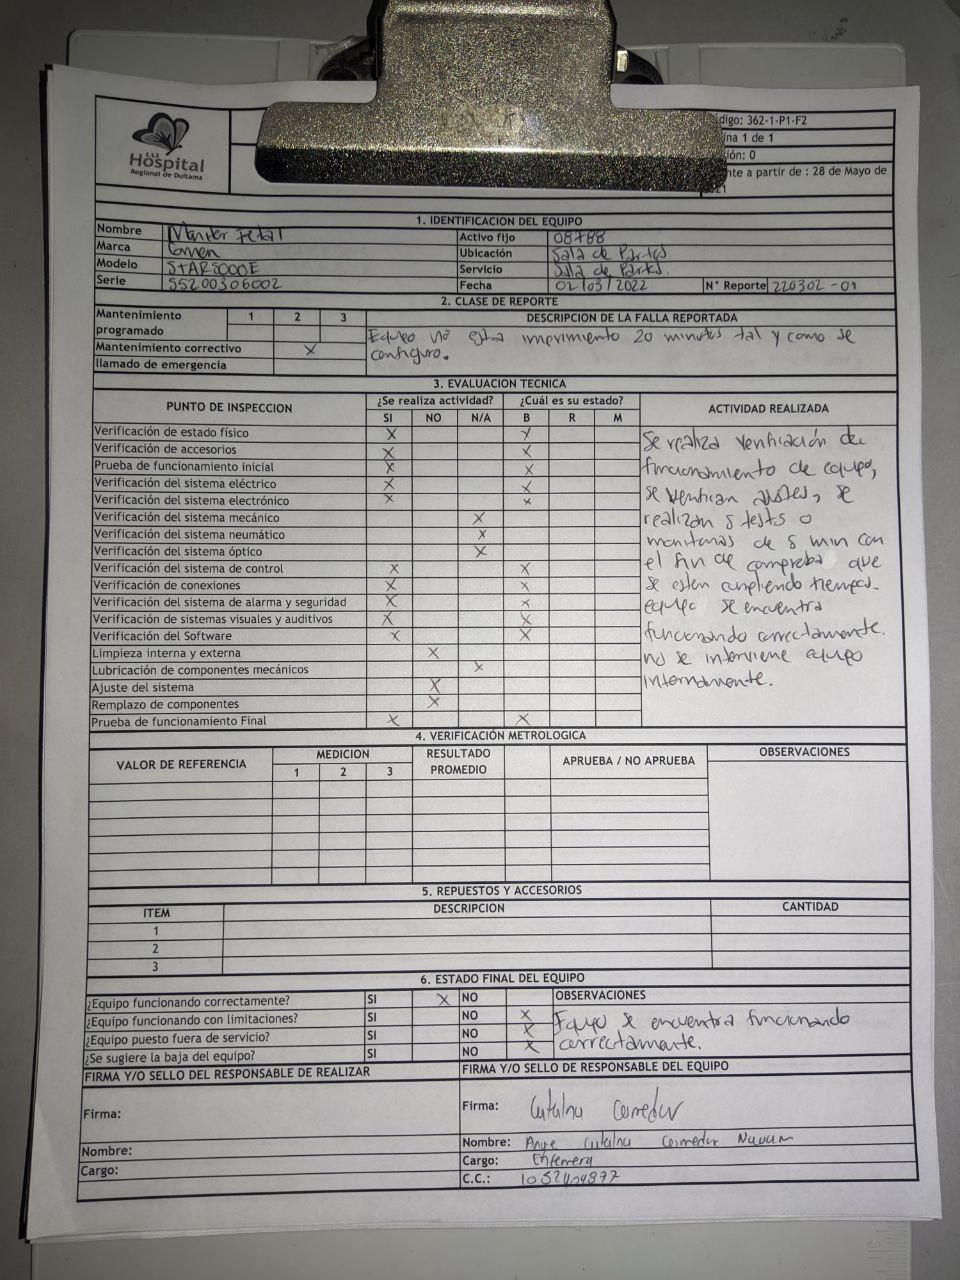 ESE
Hospital
Regional de Duitama
digo: 362-1-P1-F2
ina 1 de 1
ión: 0
nte a partir de : 28 de Mayo de
21
1. IDENTIFICACION DEL EQUIPO
Nombre Monitor Fetal Activo fijo 08788
Marca Comen Ubicación Sala de Partos
Modelo STAR5000E Servicio Sala de Partos.
Serie 55200306002 Fecha 02/03/2022 N° Reporte 220302-01
2. CLASE DE REPORTE
Mantenimiento programado 1 2 3 DESCRIPCION DE LA FALLA REPORTADA
Mantenimiento correctivo X Equipo no esta imprimiento 20 minutos tal y como se
llamado de emergencia configuro.
3. EVALUACION TECNICA
PUNTO DE INSPECCION ¿Se realiza actividad? ¿Cuál es su estado? ACTIVIDAD REALIZADA
SI NO N/A B R M
Verificación de estado físico X X
Verificación de accesorios X X
Prueba de funcionamiento inicial X X
Verificación del sistema eléctrico X X
Verificación del sistema electrónico X X
Verificación del sistema mecánico X
Verificación del sistema neumático X
Verificación del sistema óptico X
Verificación del sistema de control X X
Verificación de conexiones X X
Verificación del sistema de alarma y seguridad X X
Verificación de sistemas visuales y auditivos X X
Verificación del Software X X
Limpieza interna y externa X
Lubricación de componentes mecánicos X
Ajuste del sistema X
Remplazo de componentes X
Prueba de funcionamiento Final X X
Se realiza verificación de
funcionamiento de equipo,
se verifican ajustes, se
realizan 5 tests o
monitorias de 5 min con
el fin de comprobar que
se esten cumpliendo tiempos.
equipo se encuentra
funcionando correctamente.
no se interviene equipo
internamente.
4. VERIFICACIÓN METROLOGICA
VALOR DE REFERENCIA MEDICION RESULTADO PROMEDIO APRUEBA / NO APRUEBA OBSERVACIONES
1 2 3
5. REPUESTOS Y ACCESORIOS
ITEM DESCRIPCION CANTIDAD
1
2
3
6. ESTADO FINAL DEL EQUIPO
¿Equipo funcionando correctamente? SI X NO OBSERVACIONES
¿Equipo funcionando con limitaciones? SI NO X Equipo se encuentra funcionando
¿Equipo puesto fuera de servicio? SI NO X correctamente.
¿Se sugiere la baja del equipo? SI NO X
FIRMA Y/O SELLO DEL RESPONSABLE DE REALIZAR FIRMA Y/O SELLO DE RESPONSABLE DEL EQUIPO
Firma: Firma: Catalina
Nombre: Nombre: Catalina
Cargo: Cargo: Enfermera
C.C.: